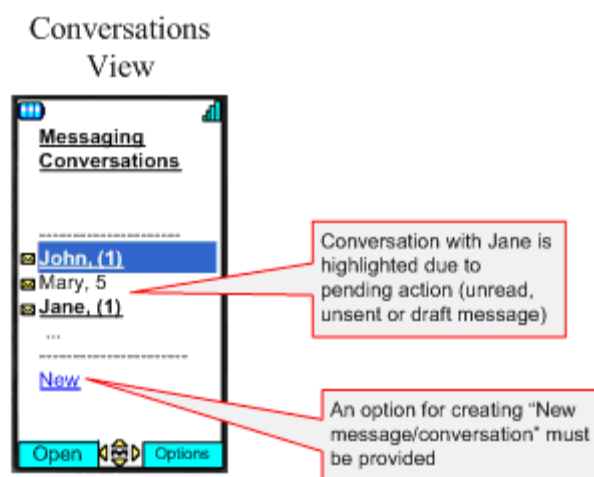 Conversations
View
Messaging
Conversations
---------------------
John, (1)
Mary, 5
Jane, (1)
...
----------------------
New
Open
Options
Conversation with Jane is
highlighted due to
pending action (unread,
unsent or draft message)
An option for creating “New
message/conversation” must
be provided